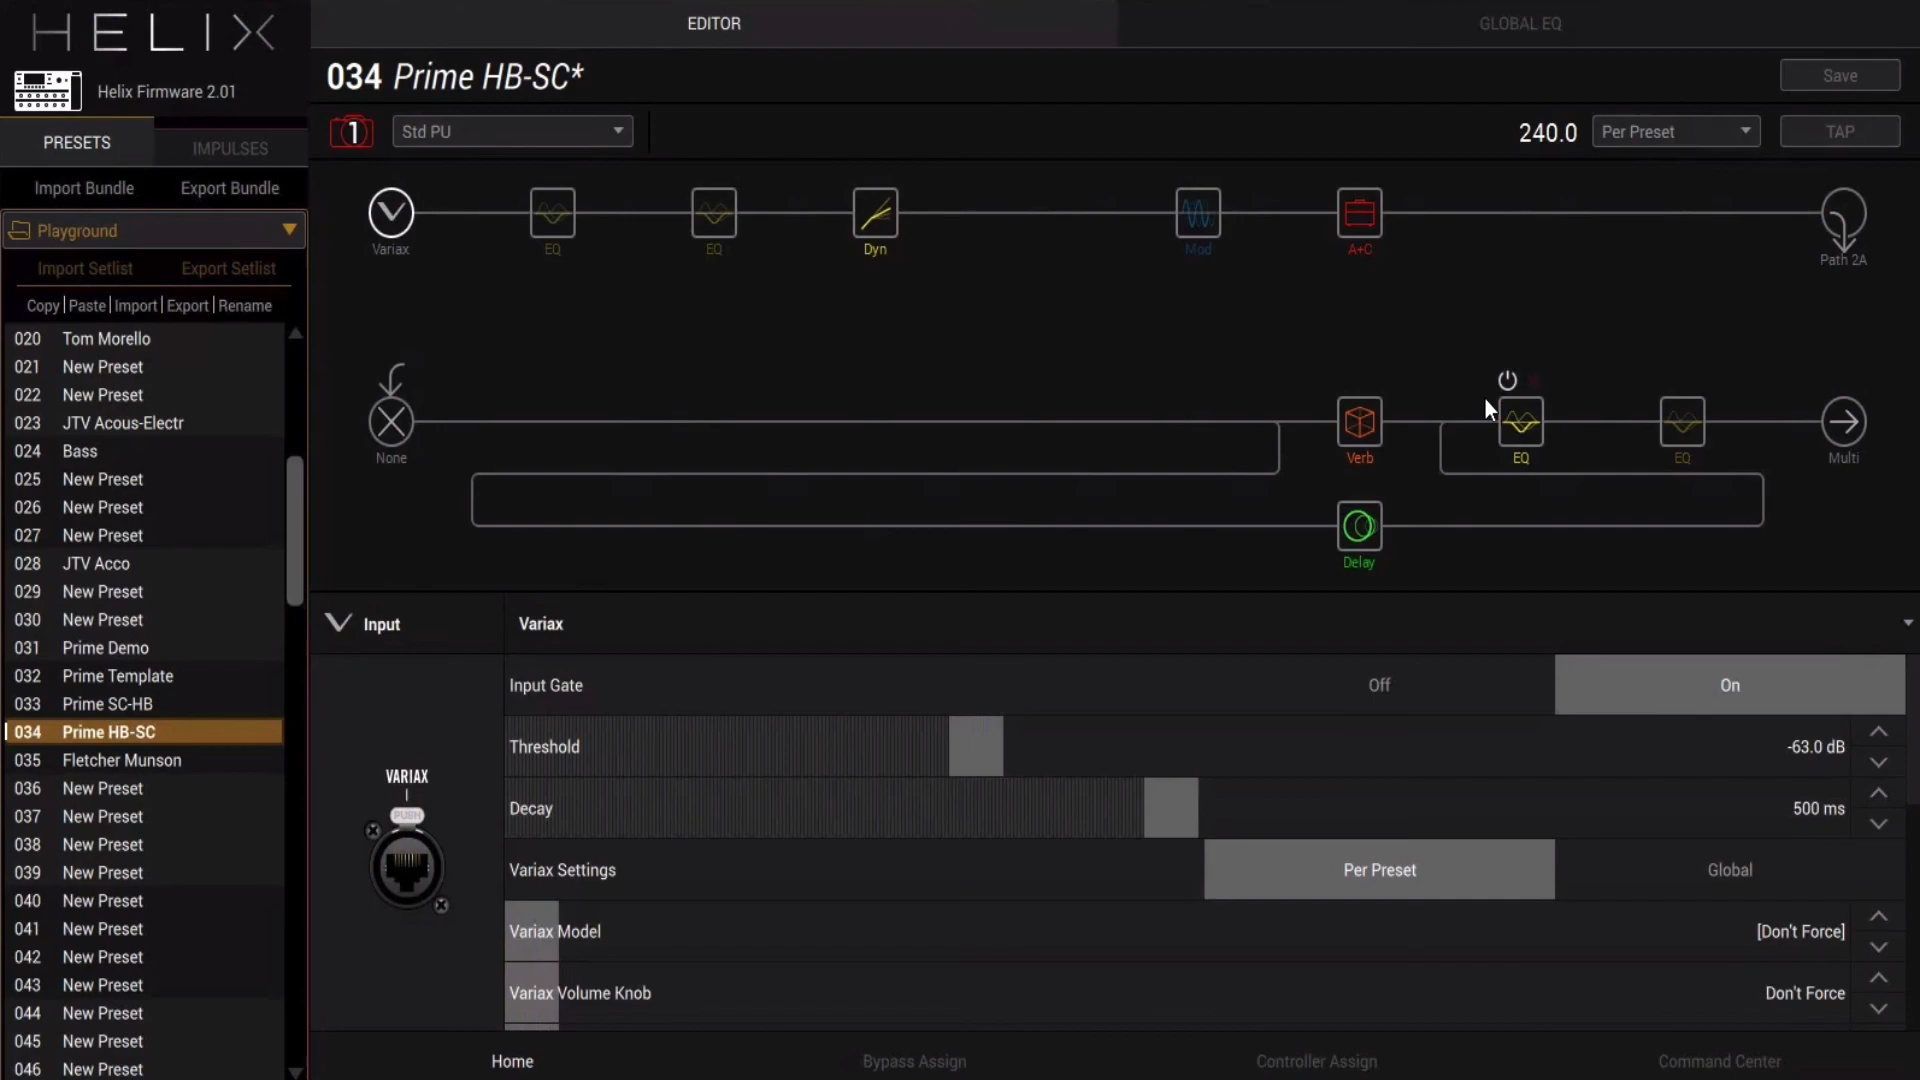 HELIX
Helix Firmware 2.01
PRESETS
IMPULSES
Import Bundle
Export Bundle
Playground
Import Setlist
Export Setlist
Copy
Paste
Import
Export
Rename
020 Tom Morello
021 New Preset
022 New Preset
023 JTV Acous-Electr
024 Bass
025 New Preset
026 New Preset
027 New Preset
028 JTV Acco
029 New Preset
030 New Preset
031 Prime Demo
032 Prime Template
033 Prime SC-HB
034 Prime HB-SC
035 Fletcher Munson
036 New Preset
037 New Preset
038 New Preset
039 New Preset
040 New Preset
041 New Preset
042 New Preset
043 New Preset
044 New Preset
045 New Preset
046 New Preset
EDITOR
GLOBAL EQ
034 Prime HB-SC*
Save
1
Std PU
240.0
Per Preset
TAP
Variax
EQ
EQ
Dyn
Mod
A+C
Path 2A
None
Verb
EQ
EQ
Multi
Delay
Input
Variax
VARIAX
PUSH
Input Gate
Off
On
Threshold
-63.0 dB
Decay
500 ms
Variax Settings
Per Preset
Global
Variax Model
[Don't Force]
Variax Volume Knob
Don't Force
Home
Bypass Assign
Controller Assign
Command Center